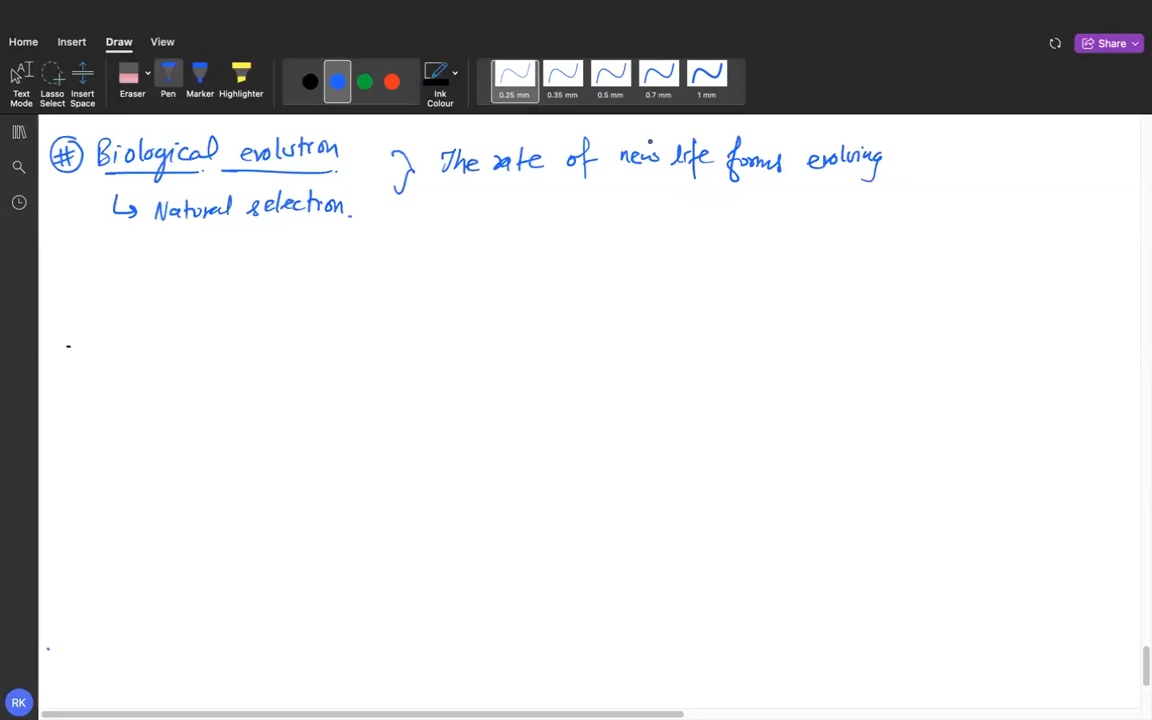 Home Insert Draw View
Share
Text Mode
Lasso Select
Insert Space
Eraser
Pen
Marker
Highlighter
Ink Colour
0.25 mm
0.35 mm
0.5 mm
0.7 mm
1 mm
# Biological evolution } The rate of new life forms evolving
↳ Natural selection.
RK